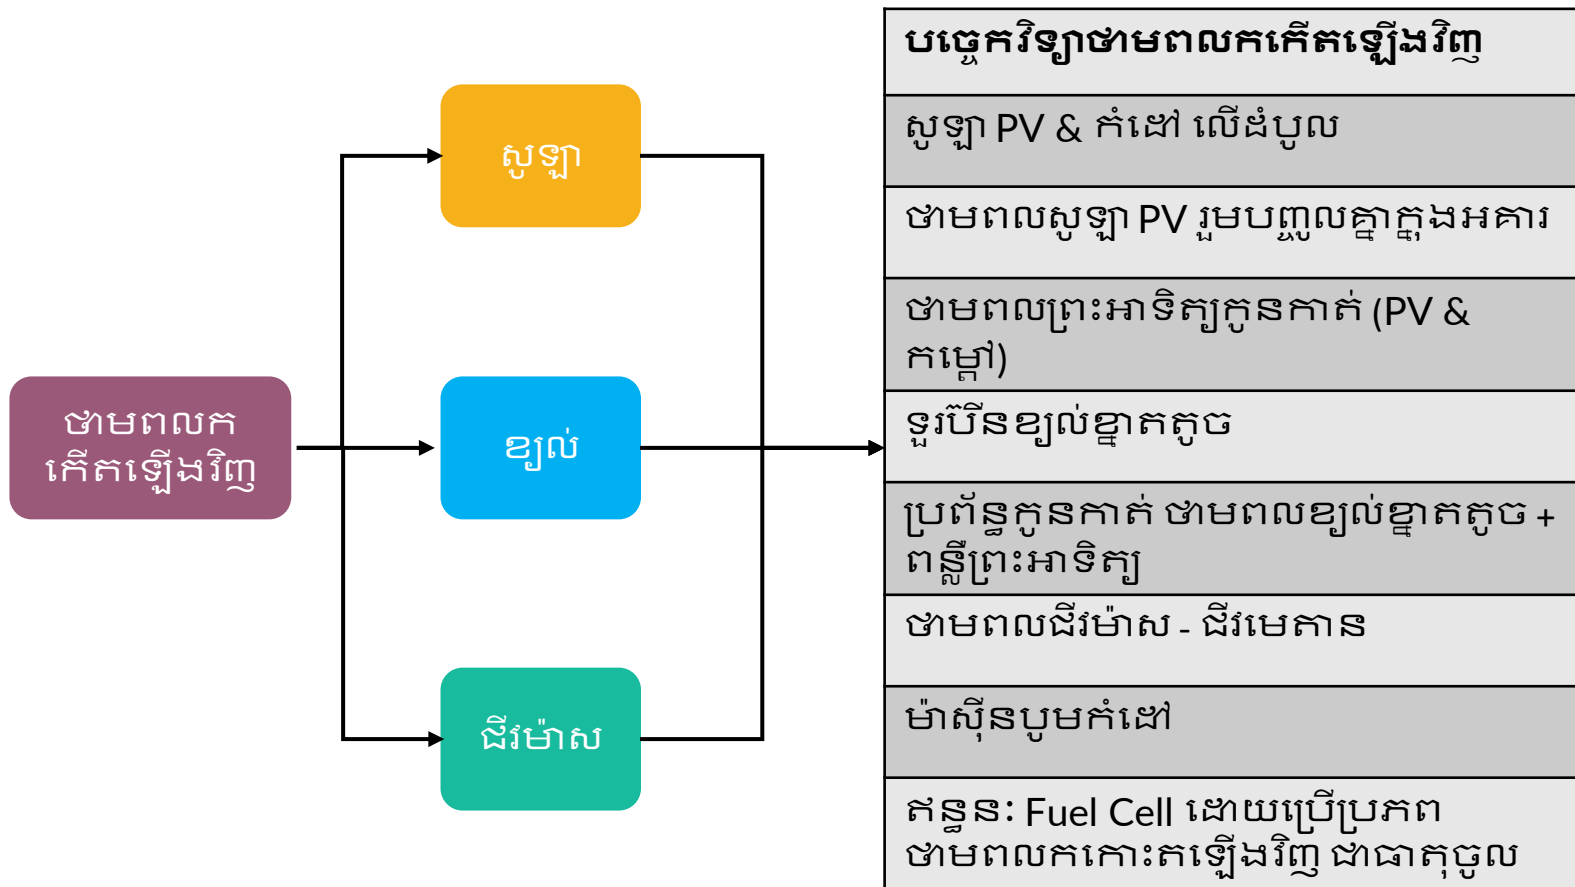 ថាមពលក
កើតឡើងវិញ
សូឡា
ខ្យល់
ជីវម៉ាស
បច្ចេកវិទ្យាថាមពលកកើតឡើងវិញ
សូឡា PV & កំដៅ លើដំបូល
ថាមពលសូឡា PV រួមបញ្ចូលគ្នាក្នុងអគារ
ថាមពលព្រះអាទិត្យកូនកាត់ (PV &
កម្តៅ)
ទួរប៊ីនខ្យល់ខ្នាតតូច
ប្រព័ន្ធកូនកាត់ ថាមពលខ្យល់ខ្នាតតូច +
ពន្លឺព្រះអាទិត្យ
ថាមពលជីវម៉ាស - ជីវមេតាន
ម៉ាស៊ីនបូមកំដៅ
ឥន្ធនៈ Fuel Cell ដោយប្រើប្រភព
ថាមពលកកោះតឡើងវិញ ជាធាតុចូល